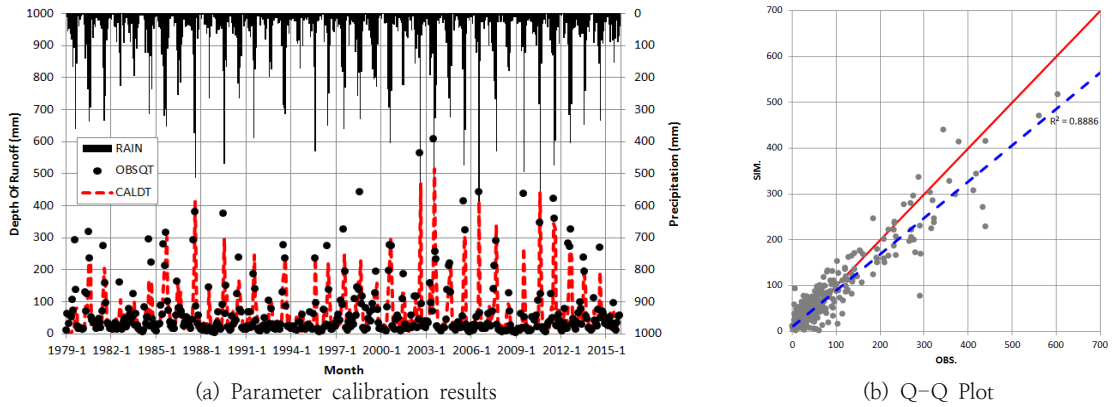 1000
900
800
700
600
500
400
300
200
100
0
Depth Of Runoff (mm)
RAIN
OBSQT
CALDT
0
100
200
300
400
500
600
700
800
900
1000
Precipitation (mm)
1979-1 1982-1 1985-1 1988-1 1991-1 1994-1 1997-1 2000-1 2003-1 2006-1 2009-1 2012-1 2015-1
Month
(a) Parameter calibration results
700
600
500
400
300
200
100
0
SIM.
R² = 0.8886
0 100 200 300 400 500 600 700
OBS.
(b) Q-Q Plot